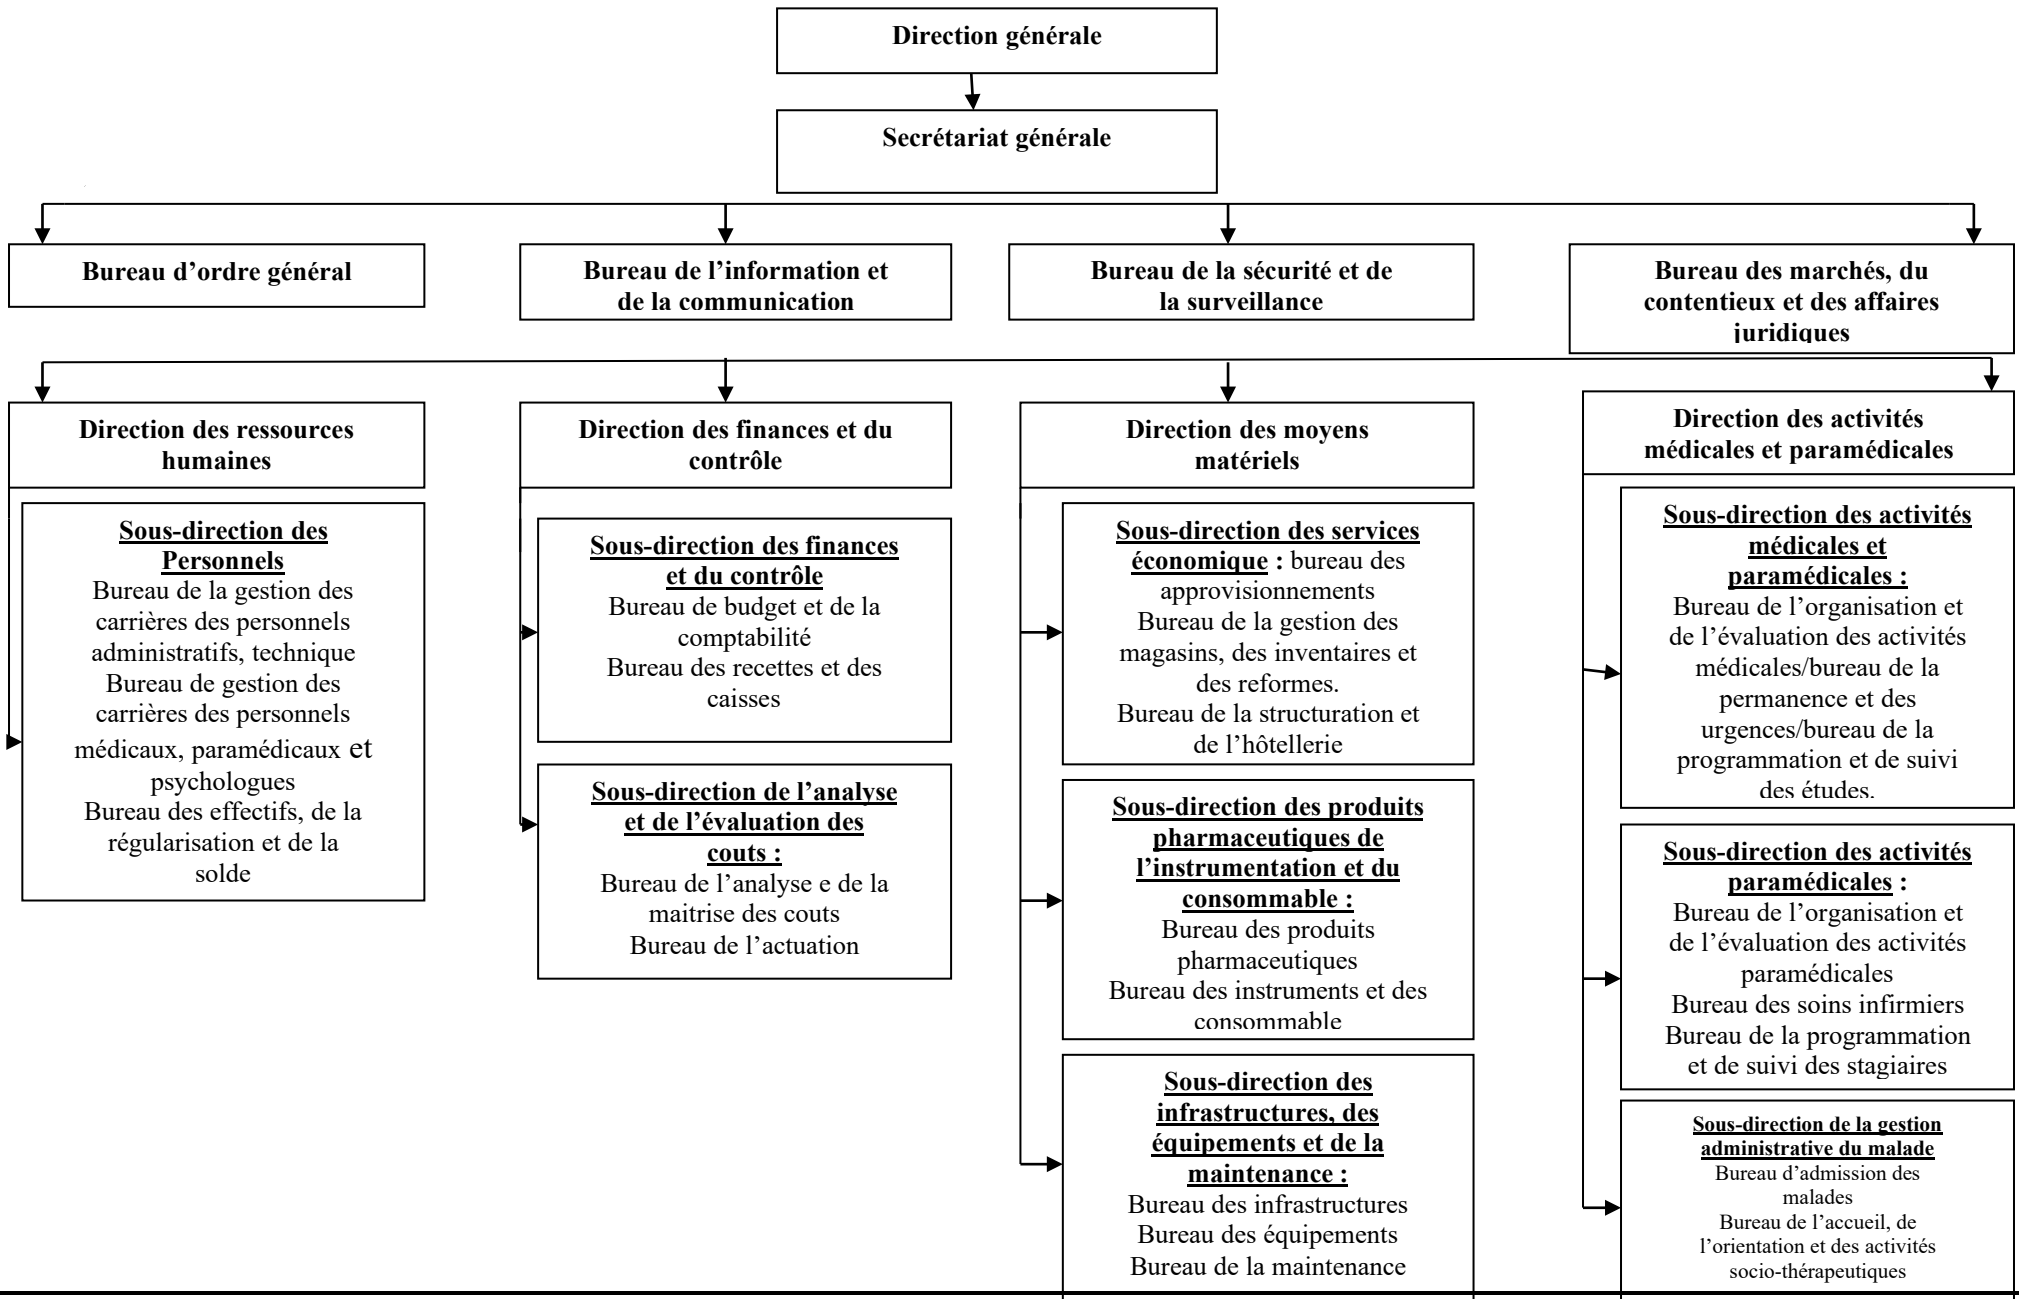 Direction générale
Secrétariat générale
Bureau d’ordre général
Bureau de l’information et
de la communication
Bureau de la sécurité et de
la surveillance
Bureau des marchés, du
contentieux et des affaires
juridiques
Direction des ressources
humaines
Direction des finances et du
contrôle
Direction des moyens
matériels
Direction des activités
médicales et paramédicales
Sous-direction des
Personnels
Bureau de la gestion des
carrières des personnels
administratifs, technique
Bureau de gestion des
carrières des personnels
médicaux, paramédicaux et
psychologues
Bureau des effectifs, de la
régularisation et de la
solde
Sous-direction des finances
et du contrôle
Bureau de budget et de la
comptabilité
Bureau des recettes et des
caisses
Sous-direction de l’analyse
et de l’évaluation des
couts :
Bureau de l’analyse e de la
maitrise des couts
Bureau de l’actuation
Sous-direction des services
économique : bureau des
approvisionnements
Bureau de la gestion des
magasins, des inventaires et
des reformes.
Bureau de la structuration et
de l’hôtellerie
Sous-direction des produits
pharmaceutiques de
l’instrumentation et du
consommable :
Bureau des produits
pharmaceutiques
Bureau des instruments et des
consommable
Sous-direction des
infrastructures, des
équipements et de la
maintenance :
Bureau des infrastructures
Bureau des équipements
Bureau de la maintenance
Sous-direction des activités
médicales et
paramédicales :
Bureau de l’organisation et
de l’évaluation des activités
médicales/bureau de la
permanence et des
urgences/bureau de la
programmation et de suivi
des études.
Sous-direction des activités
paramédicales :
Bureau de l’organisation et
de l’évaluation des activités
paramédicales
Bureau des soins infirmiers
Bureau de la programmation
et de suivi des stagiaires
Sous-direction de la gestion
administrative du malade
Bureau d’admission des
malades
Bureau de l’accueil, de
l’orientation et des activités
socio-thérapeutiques